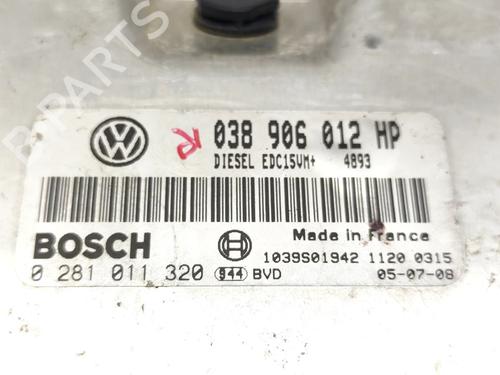 B-PARTS
VW
R 038 906 012 HP
DIESEL EDC15VM+ 4893
BOSCH
Made in France
1039S01942 1120 0315
0 281 011 320 944 BVD 05-07-08